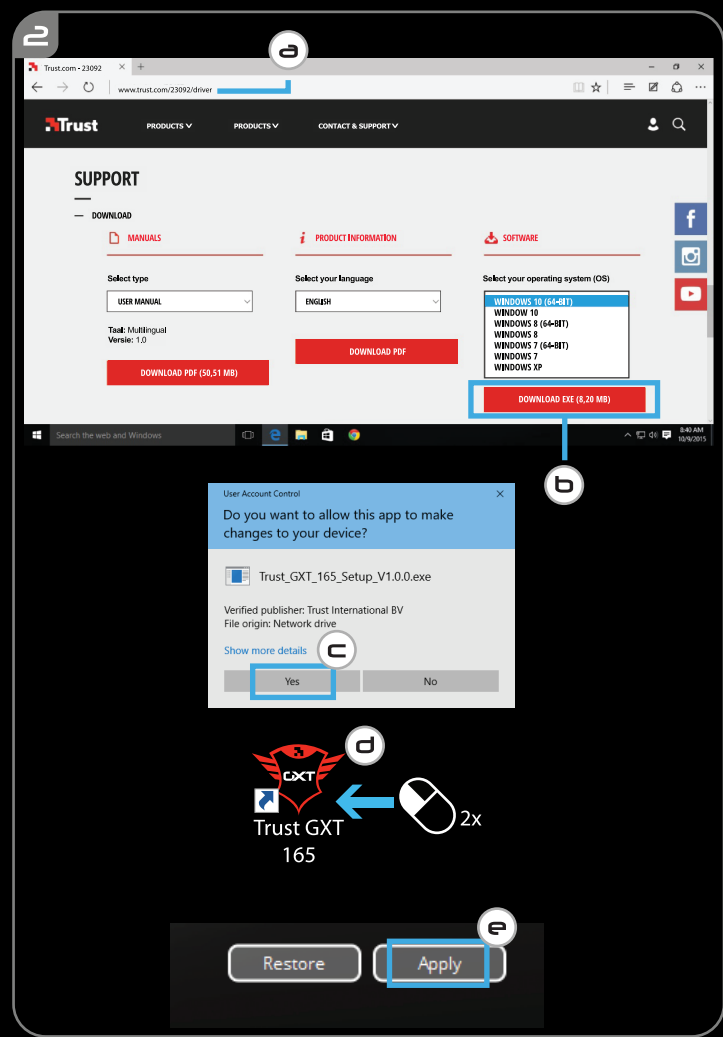 2
a
Trust.com - 23092
www.trust.com/23092/driver
Trust PRODUCTS PRODUCTS CONTACT & SUPPORT
SUPPORT
DOWNLOAD
MANUALS
Select type
USER MANUAL
Taal: Multilingual
Versie: 1.0
DOWNLOAD PDF (50,51 MB)
i PRODUCT INFORMATION
Select your language
ENGLISH
DOWNLOAD PDF
SOFTWARE
Select your operating system (OS)
WINDOWS 10 (64-BIT)
WINDOW 10
WINDOWS 8 (64-BIT)
WINDOWS 8
WINDOWS 7 (64-BIT)
WINDOWS 7
WINDOWS XP
DOWNLOAD EXE (8,20 MB)
f
Search the web and Windows
8:40 AM
10/9/2015
b
User Account Control
Do you want to allow this app to make
changes to your device?
Trust_GXT_165_Setup_V1.0.0.exe
Verified publisher: Trust International BV
File origin: Network drive
Show more details
c
Yes No
d
GXT
Trust GXT
165
2x
e
Restore Apply